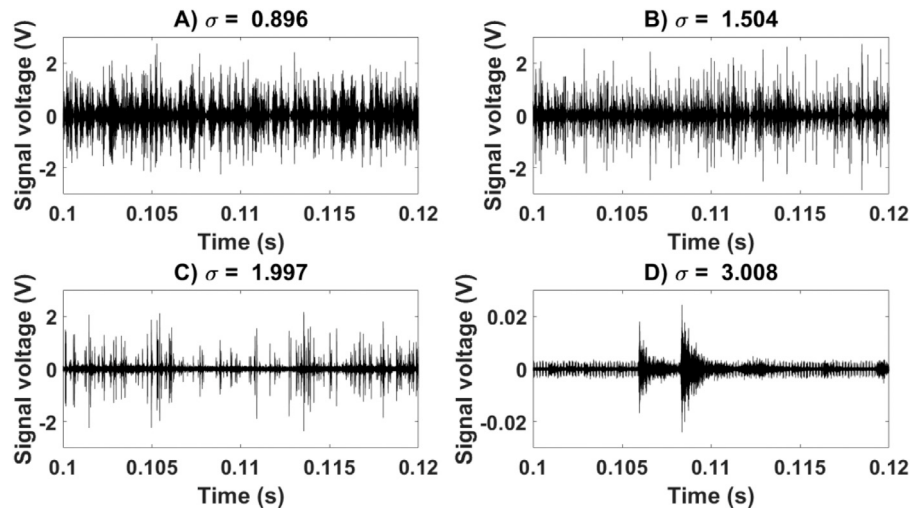 A) σ = 0.896
Signal voltage (V)
2
0
-2
0.1 0.105 0.11 0.115 0.12
Time (s)
B) σ = 1.504
Signal voltage (V)
2
0
-2
0.1 0.105 0.11 0.115 0.12
Time (s)
C) σ = 1.997
Signal voltage (V)
2
0
-2
0.1 0.105 0.11 0.115 0.12
Time (s)
D) σ = 3.008
Signal voltage (V)
0.02
0
-0.02
0.1 0.105 0.11 0.115 0.12
Time (s)